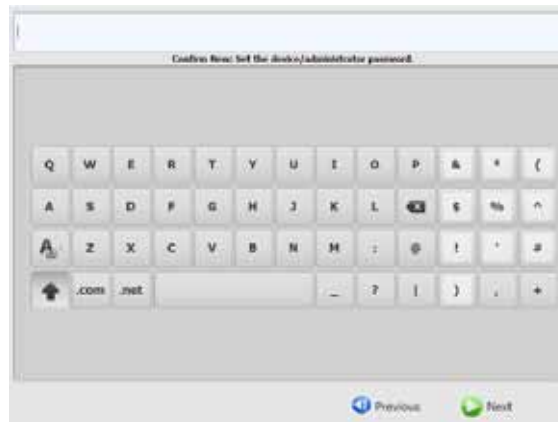 Confirm New: Set the device/administrator password.
Q W E R T Y U I O P & * (
A S D F G H J K L $ % ^
Z X C V B N M : @ ! ' #
.com .net _ ? | ) , +
Previous Next